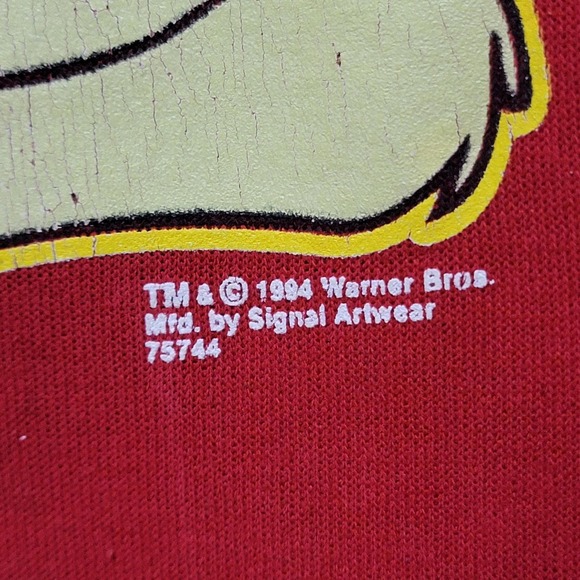 TM & © 1994 Warner Bros.
Mfd. by Signal Artwear
75744